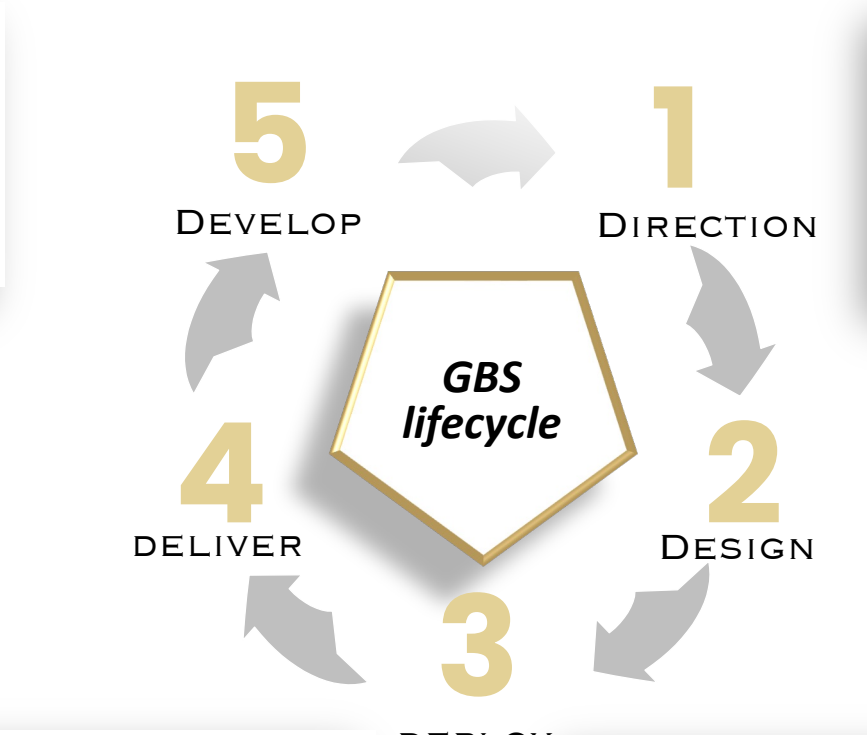 5
1
Develop
Direction
GBS
lifecycle
4
2
DELIVER
Design
3